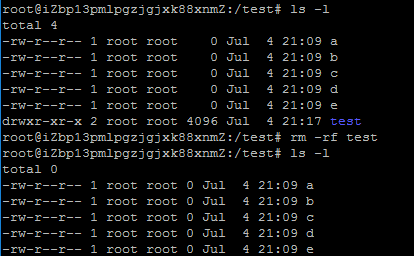 root@iZbp13pmlpgzjgjxk88xnmZ:/test# ls -l
total 4
-rw-r--r-- 1 root root    0 Jul  4 21:09 a
-rw-r--r-- 1 root root    0 Jul  4 21:09 b
-rw-r--r-- 1 root root    0 Jul  4 21:09 c
-rw-r--r-- 1 root root    0 Jul  4 21:09 d
-rw-r--r-- 1 root root    0 Jul  4 21:09 e
drwxr-xr-x 2 root root 4096 Jul  4 21:17 test
root@iZbp13pmlpgzjgjxk88xnmZ:/test# rm -rf test
root@iZbp13pmlpgzjgjxk88xnmZ:/test# ls -l
total 0
-rw-r--r-- 1 root root 0 Jul  4 21:09 a
-rw-r--r-- 1 root root 0 Jul  4 21:09 b
-rw-r--r-- 1 root root 0 Jul  4 21:09 c
-rw-r--r-- 1 root root 0 Jul  4 21:09 d
-rw-r--r-- 1 root root 0 Jul  4 21:09 e